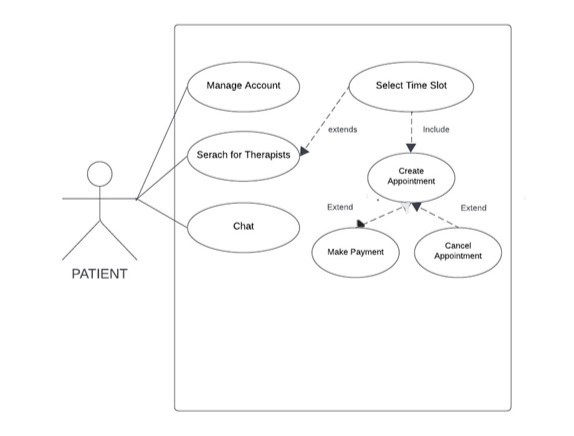 Manage Account
Select Time Slot
extends
Include
Serach for Therapists
Create
Appointment
Extend
Extend
Chat
Make Payment
Cancel
Appointment
PATIENT